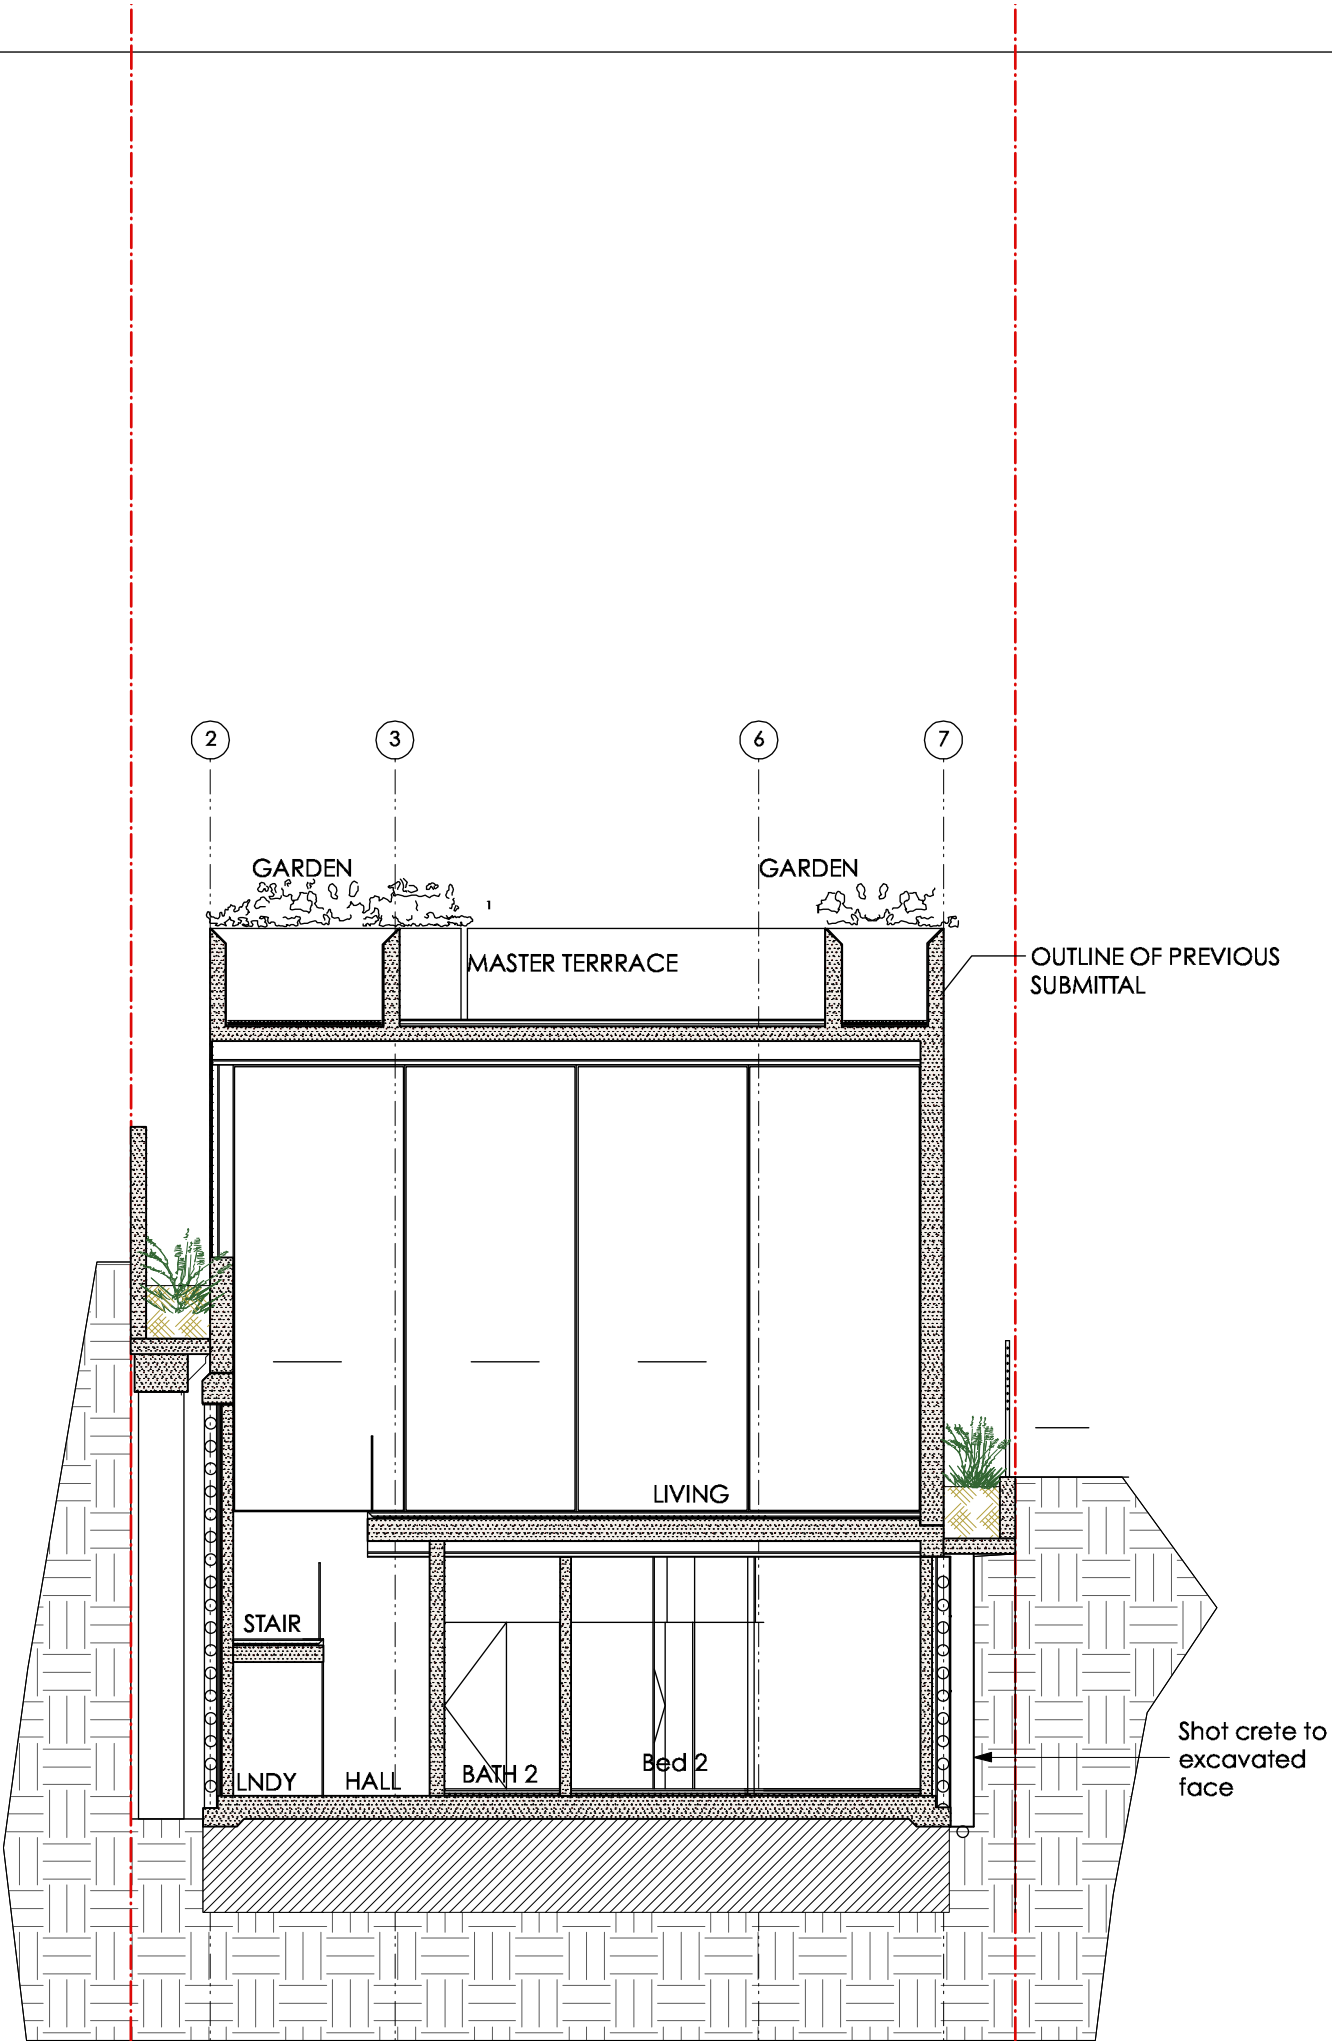 2 3 6 7
GARDEN GARDEN
1
MASTER TERRRACE
OUTLINE OF PREVIOUS
SUBMITTAL
LIVING
STAIR
Shot crete to
excavated
face
LNDY HALL BATH 2 Bed 2